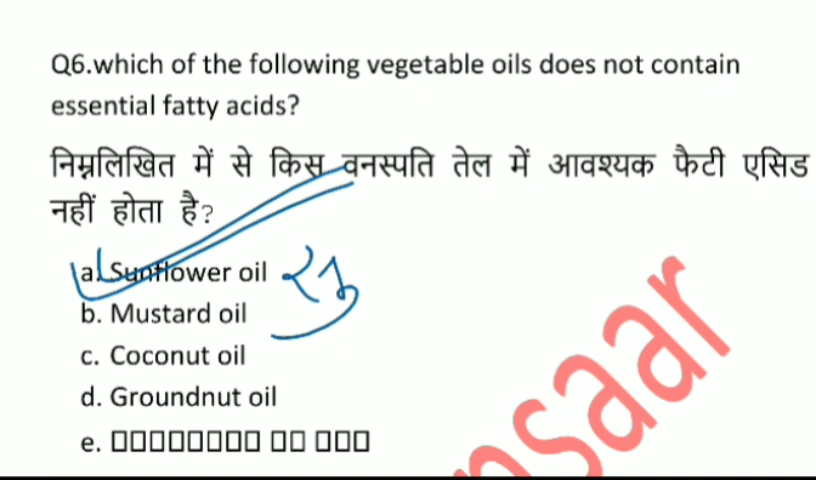 Q6.which of the following vegetable oils does not contain
essential fatty acids?
निम्नलिखित में से किस वनस्पति तेल में आवश्यक फैटी एसिड
नहीं होता है?
a. Sunflower oil
b. Mustard oil
c. Coconut oil
d. Groundnut oil
e.
saar